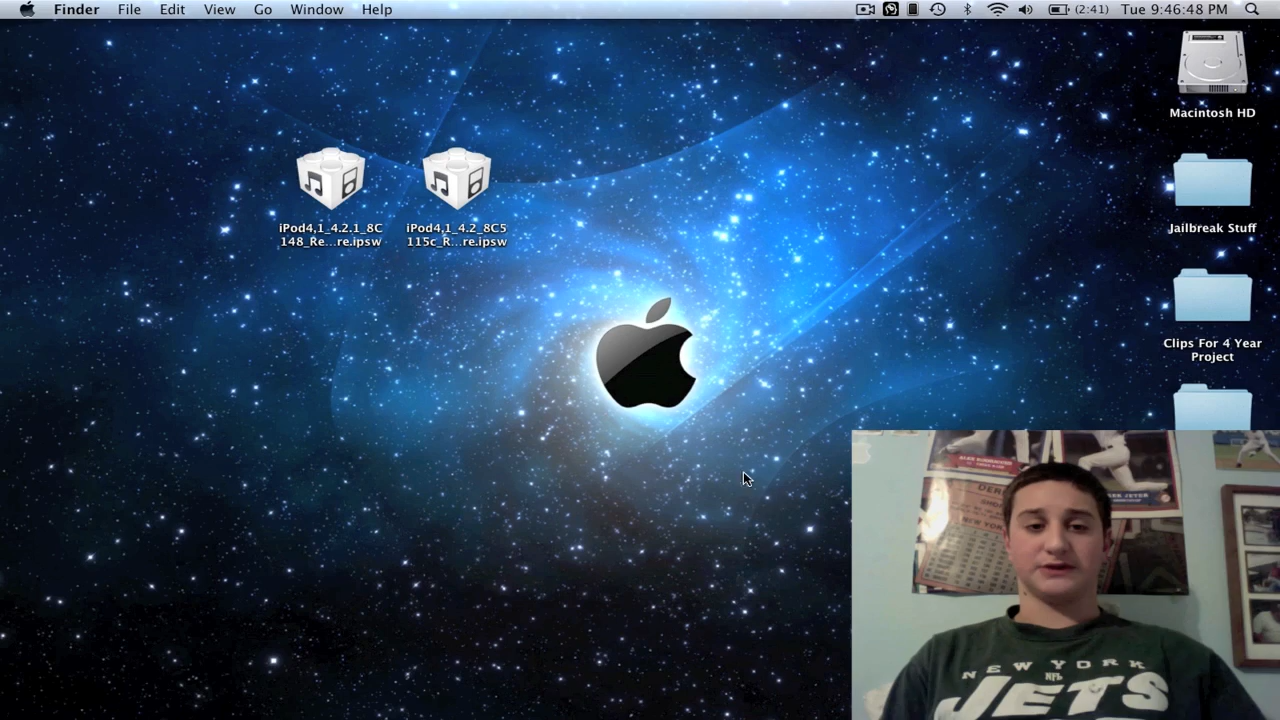 Finder File Edit View Go Window Help
(2:41) Tue 9:46:48 PM
Macintosh HD
iPod4,1_4.2.1_8C
148_Re...re.ipsw
iPod4,1_4.2_8C5
115c_R...re.ipsw
Jailbreak Stuff
Clips For 4 Year
Project
NEW YORK
NFL
JETS